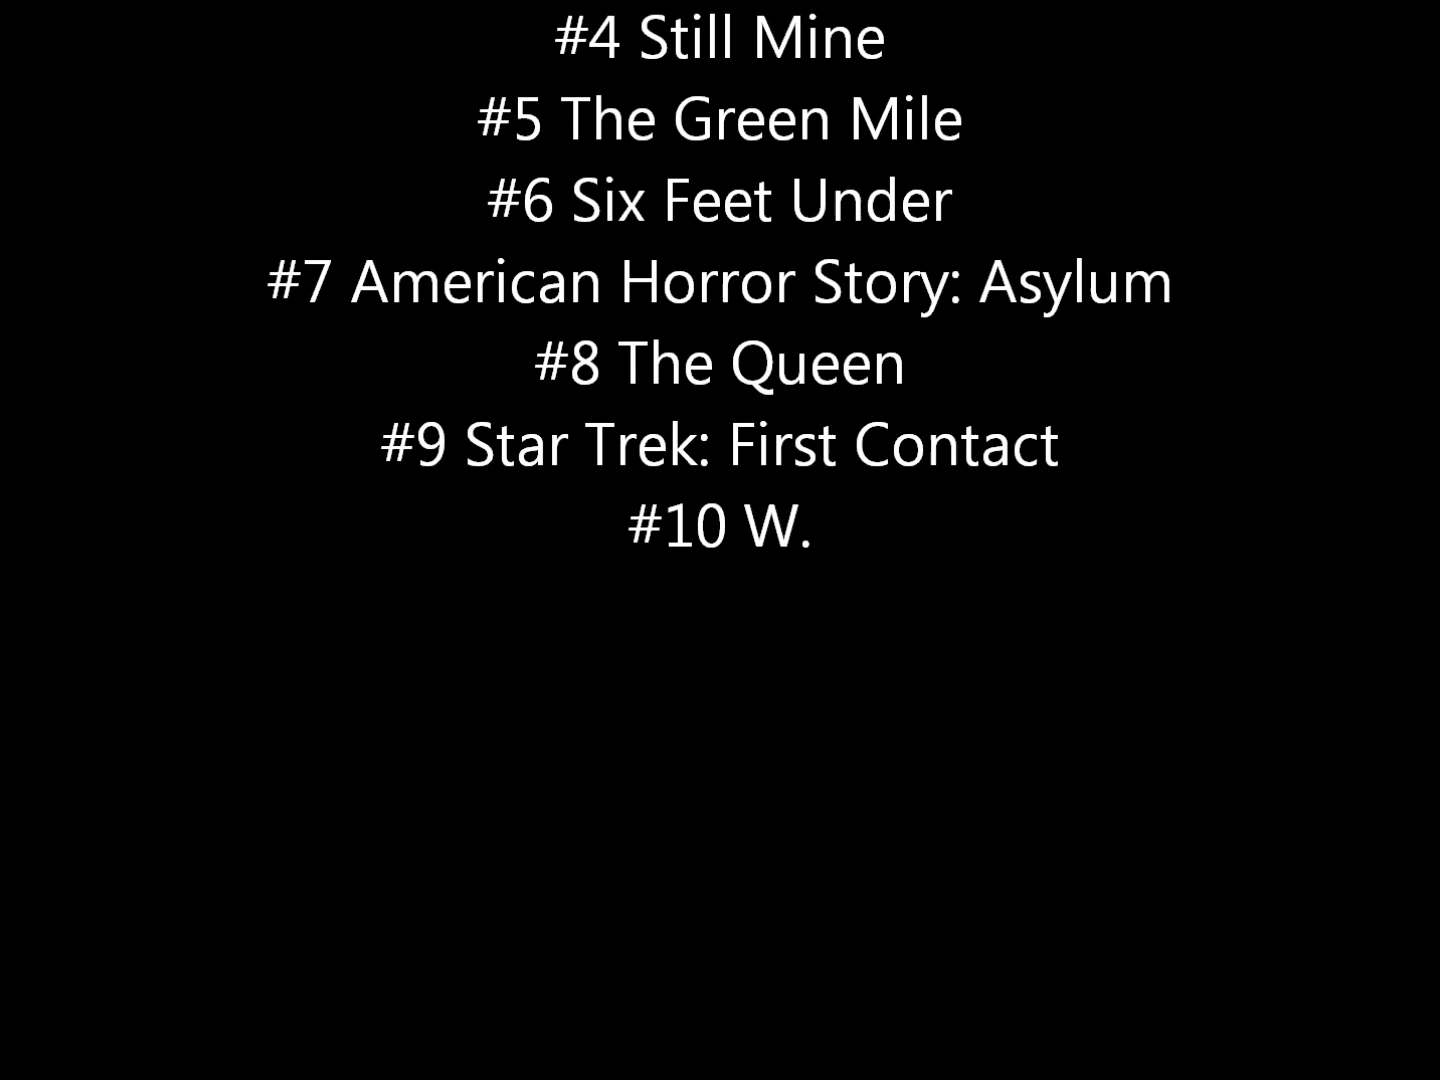 #4 Still Mine
#5 The Green Mile
#6 Six Feet Under
#7 American Horror Story: Asylum
#8 The Queen
#9 Star Trek: First Contact
#10 W.